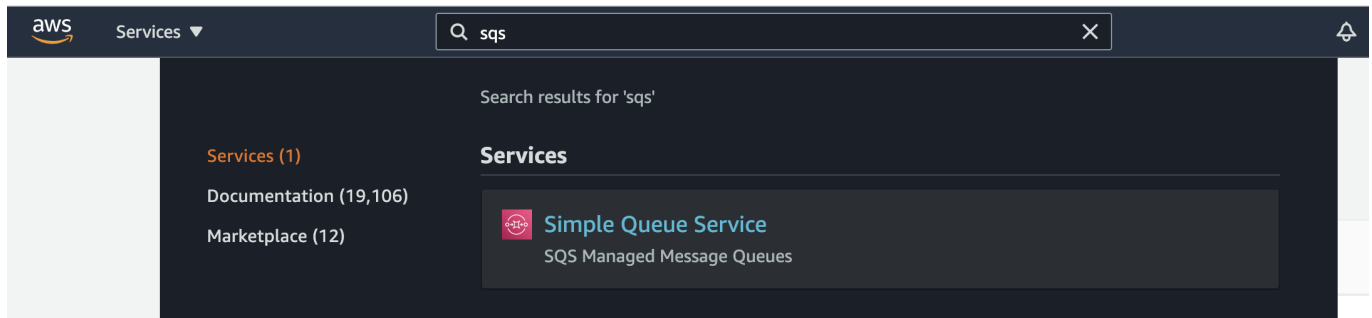 aws
Services ▼
sqs
Search results for 'sqs'
Services (1)
Documentation (19,106)
Marketplace (12)
Services
Simple Queue Service
SQS Managed Message Queues